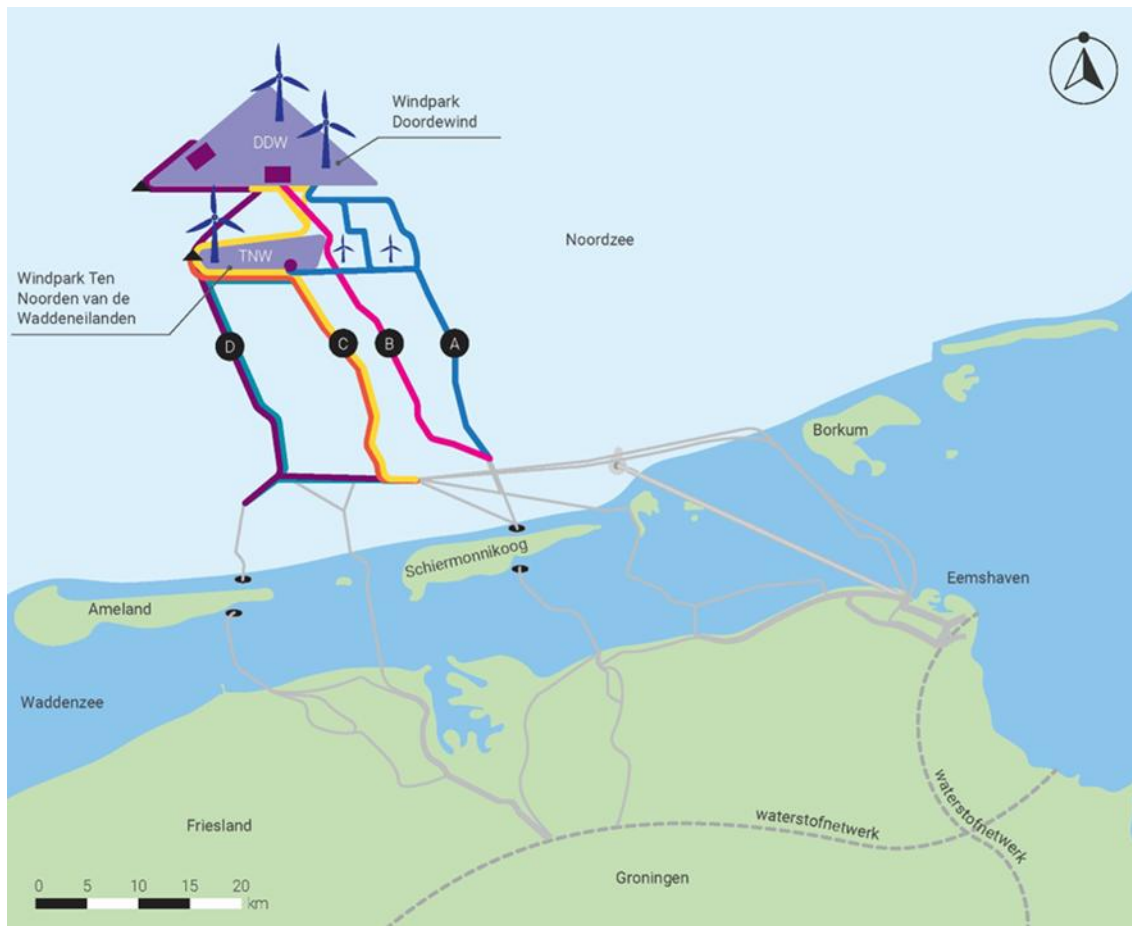 Windpark
Doordewind
DDW
Noordzee
TNW
Windpark Ten
Noorden van de
Waddeneilanden
D
C
B
A
Borkum
Schiermonnikoog
Eemshaven
Ameland
Waddenzee
waterstofnetwerk
waterstofnetwerk
Friesland
Groningen
0 5 10 15 20
km